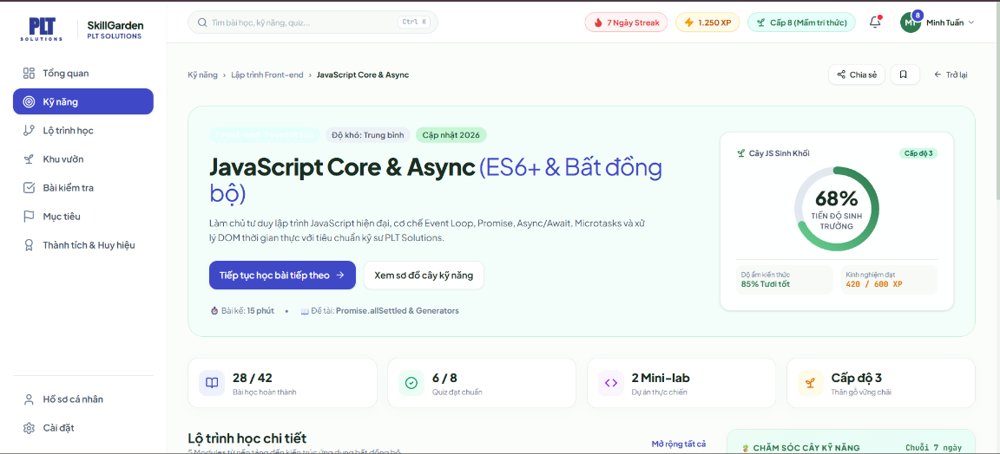 PLT
SOLUTIONS
SkillGarden
PLT SOLUTIONS
Tìm bài học, kỹ năng, quiz...
Ctrl K
7 Ngày Streak
1.250 XP
Cấp 8 (Mầm tri thức)
8
Minh Tuấn
Tổng quan
Kỹ năng
Lộ trình học
Khu vườn
Bài kiểm tra
Mục tiêu
Thành tích & Huy hiệu
Hồ sơ cá nhân
Cài đặt
Kỹ năng › Lập trình Front-end › JavaScript Core & Async
Chia sẻ
← Trở lại
Độ khó: Trung bình
Cập nhật 2026
JavaScript Core & Async (ES6+ & Bất đồng
bộ)
Làm chủ tư duy lập trình JavaScript hiện đại, cơ chế Event Loop, Promise, Async/Await, Microtasks và xử
lý DOM thời gian thực với tiêu chuẩn kỹ sư PLT Solutions.
Tiếp tục học bài tiếp theo →
Xem sơ đồ cây kỹ năng
Bài kế: 15 phút • Đề tài: Promise.allSettled & Generators
Cây JS Sinh Khối
Cấp độ 3
68%
TIẾN ĐỘ SINH
TRƯỞNG
Độ ẩm kiến thức
85% Tươi tốt
Kinh nghiệm đạt
420 / 600 XP
28 / 42
Bài học hoàn thành
6 / 8
Quiz đạt chuẩn
2 Mini-lab
Dự án thực chiến
Cấp độ 3
Thân gỗ vững chãi
Lộ trình học chi tiết
5 Modules từ nền tảng đến kiến trúc ứng dụng bất đồng bộ
Mở rộng tất cả
CHĂM SÓC CÂY KỸ NĂNG
Chuỗi 7 ngày